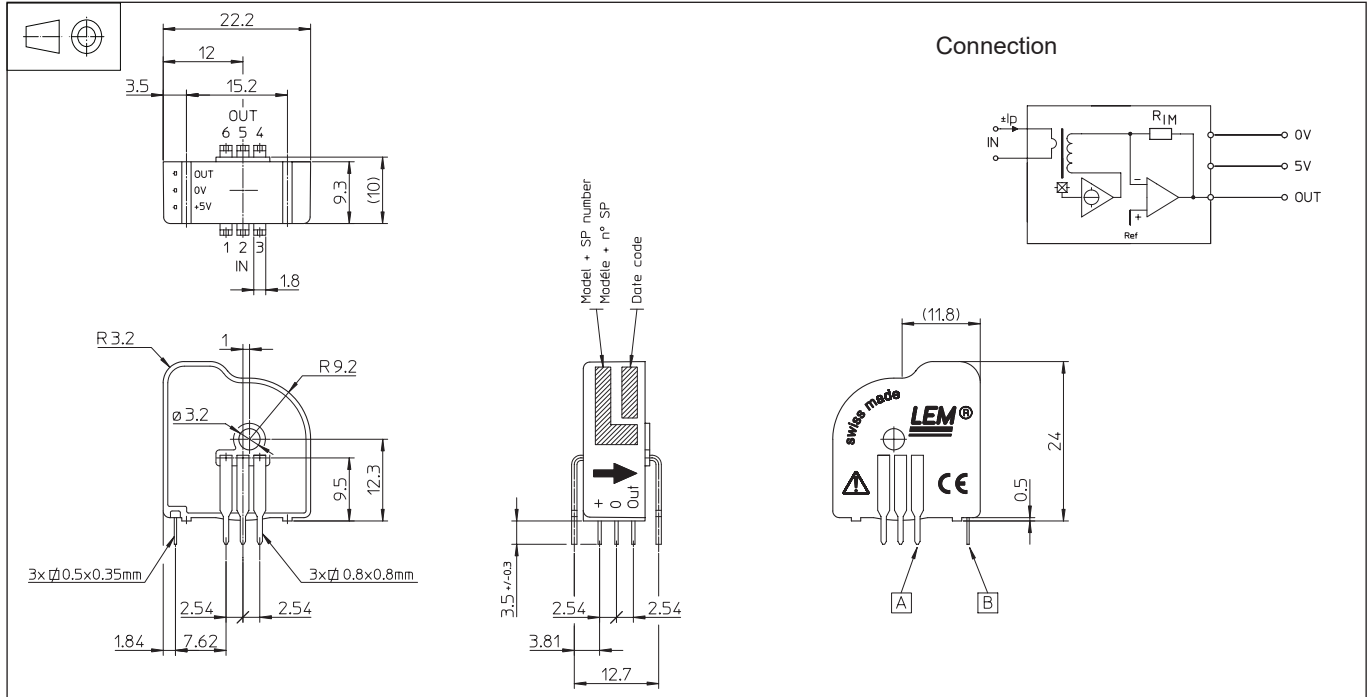 22.2
12
3.5
15.2
OUT
6 5 4
OUT
0V
+5V
9.3
(10)
1 2 3
IN
1.8
Connection
±Ip
IN
RIM
0V
5V
OUT
-
+
Ref
R3.2
1
R9.2
ø3.2
9.5
12.3
3x 0.5x0.35mm
3x 0.8x0.8mm
2.54
2.54
1.84
7.62
Model + SP number
Modéle + n° SP
Date code
+
0
Out
3.5 +/-0.3
2.54
2.54
3.81
12.7
(11.8)
swiss made
LEM®
CE
24
0.5
A
B